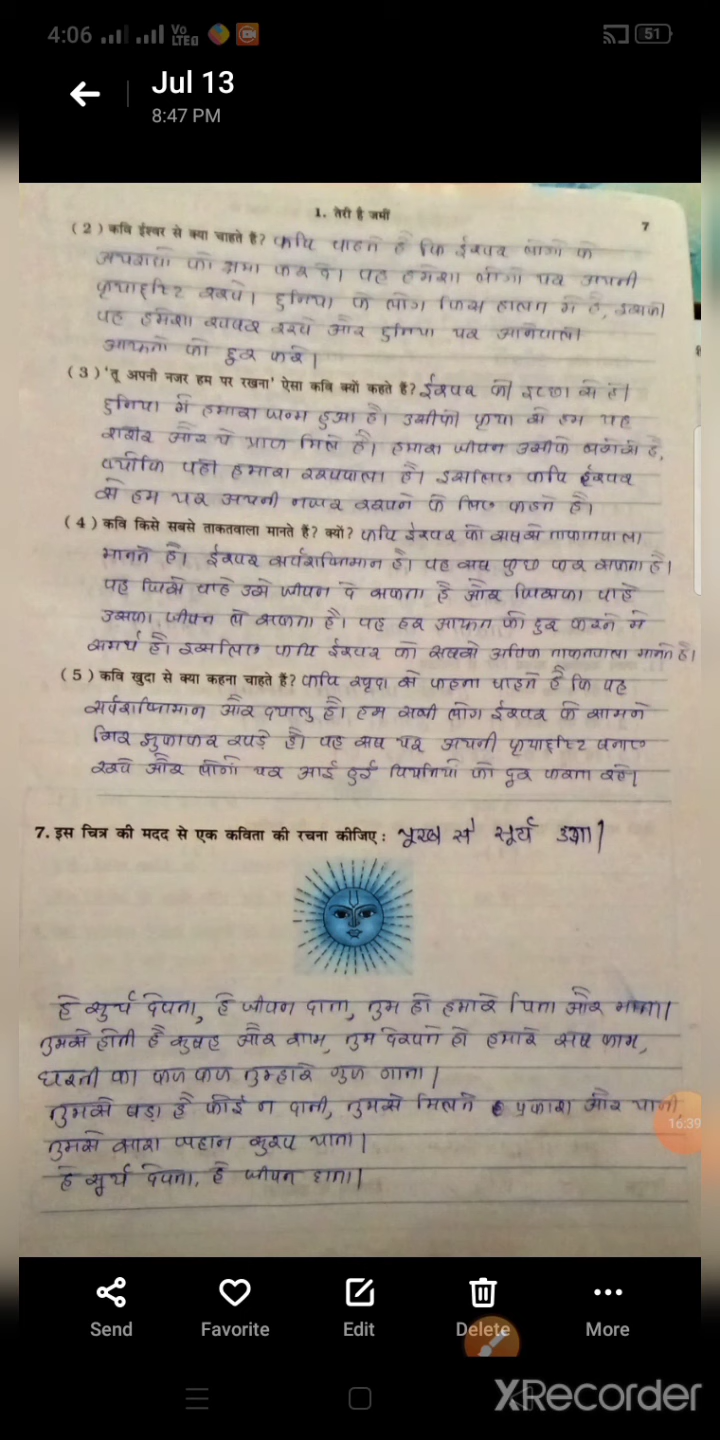 4:06
Vo LTE
51
Jul 13
8:47 PM
1. तेरी है जमीं
7
( 2 ) कवि ईश्वर से क्या चाहते हैं? कवि चाहते है कि ईश्वर लोगो के
अपराधो को क्षमा कर दे। वह हमेशा लोगो पर अपनी
कृपादृष्टि रखे। दुनिया के लोग किस हालत में है, इसकी
वह हमेशा खबर रखे और दुनिया पर आनेवाली
आफतो को दुर करे।
( 3 ) 'तू अपनी नजर हम पर रखना' ऐसा कवि क्यों कहते हैं? ईश्वर की इच्छा से ही
दुनिया में हमारा जन्म हुआ है। उसीकी कृपा से हम यह
शरीर और ये प्राण मिले है। हमारा जीवन उसीके भरोसे है,
क्योंकि वही हमारा रखवाला है। इसलिए कवि ईश्वर
से हम पर अपनी नजर रखने के लिए कहते है।
( 4 ) कवि किसे सबसे ताकतवाला मानते हैं? क्यों? कवि ईश्वर को सबसे ताकातवाला
मानते है। ईश्वर सर्वशक्तिमान है। वह सब कुछ कर सकता है।
वह जिसे चाहे उसे जीवन दे सकता है और जिसका चाहे
उसका जीवन ले सकता है। वह हर आफत को दुर करने में
समर्थ है। इसलिए कवि ईश्वर को सबसे अधिक ताकतवाला मानते है।
( 5 ) कवि खुदा से क्या कहना चाहते हैं? कवि खुदा से कहना चाहते है कि वह
सर्वशक्तिमान और दयालु है। हम सभी लोग ईश्वर के सामने
सिर झुकाकर खड़े है। वह सब पर अपनी कृपादृष्टि बनाए
रखे और लोगो पर आई हुई विपत्तियो को दूर करता रहे।
7. इस चित्र की मदद से एक कविता की रचना कीजिए : पूरब से सूर्य उगा।
हे सूर्य देवता, हे जीवन दाता, तुम हो हमारे पिता और माता।
तुमसे होती है सुबह और शाम, तुम देखते हो हमारे सब काम,
धरती का कण कण तुम्हारे गुण गाता।
तुमसे बड़ा है कोई न दानी, तुमसे मिलते प्रकाश और पानी,
तुमसे सारा जहान सुख पाता।
हे सूर्य देवता, हे जीवन दाता।
16:39
Send
Favorite
Edit
Delete
More
XRecorder